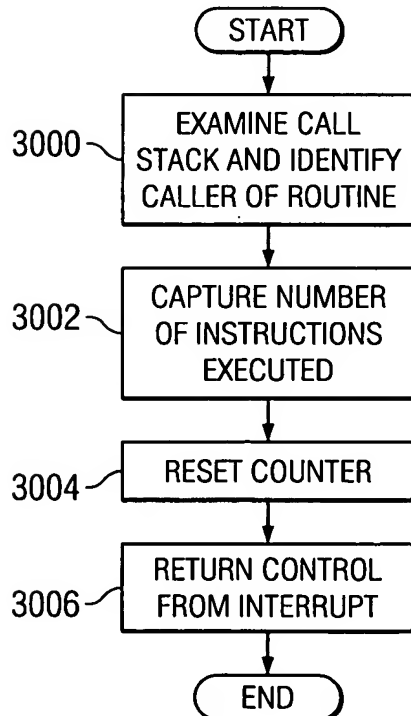 START
3000
EXAMINE CALL
STACK AND IDENTIFY
CALLER OF ROUTINE
3002
CAPTURE NUMBER
OF INSTRUCTIONS
EXECUTED
3004
RESET COUNTER
3006
RETURN CONTROL
FROM INTERRUPT
END